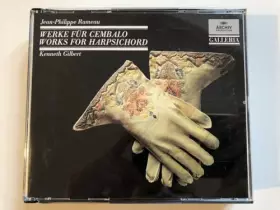 Jean-Philippe Rameau
WERKE FÜR CEMBALO
WORKS FOR HARPSICHORD
Kenneth Gilbert
ARCHIV
GALLERIA